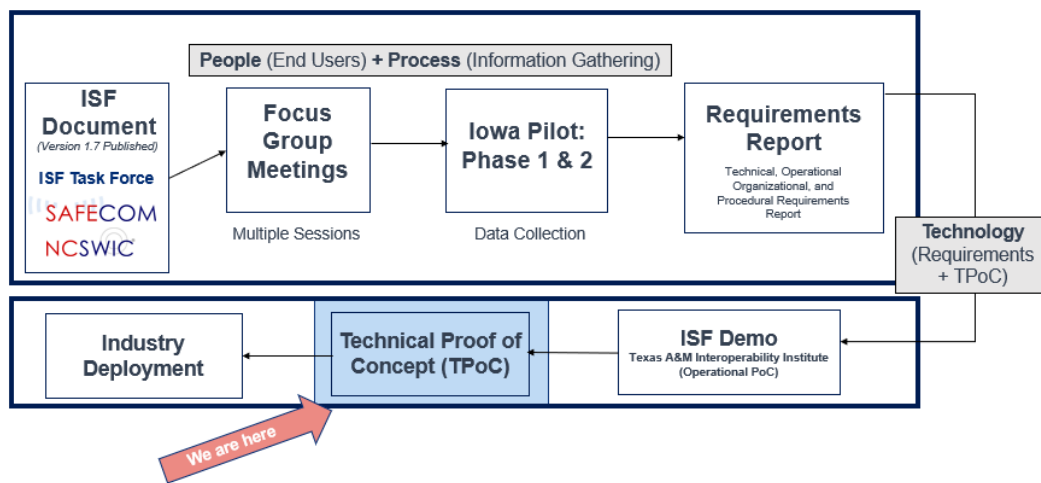 People (End Users) + Process (Information Gathering)
ISF
Document
(Version 1.7 Published)
ISF Task Force
SAFECOM
NCSWIC
Focus
Group
Meetings
Multiple Sessions
Iowa Pilot:
Phase 1 & 2
Data Collection
Requirements
Report
Technical, Operational
Organizational, and
Procedural Requirements
Report
Technology
(Requirements
+ TPoC)
Industry
Deployment
Technical Proof of
Concept (TPoC)
ISF Demo
Texas A&M Interoperability Institute
(Operational PoC)
We are here